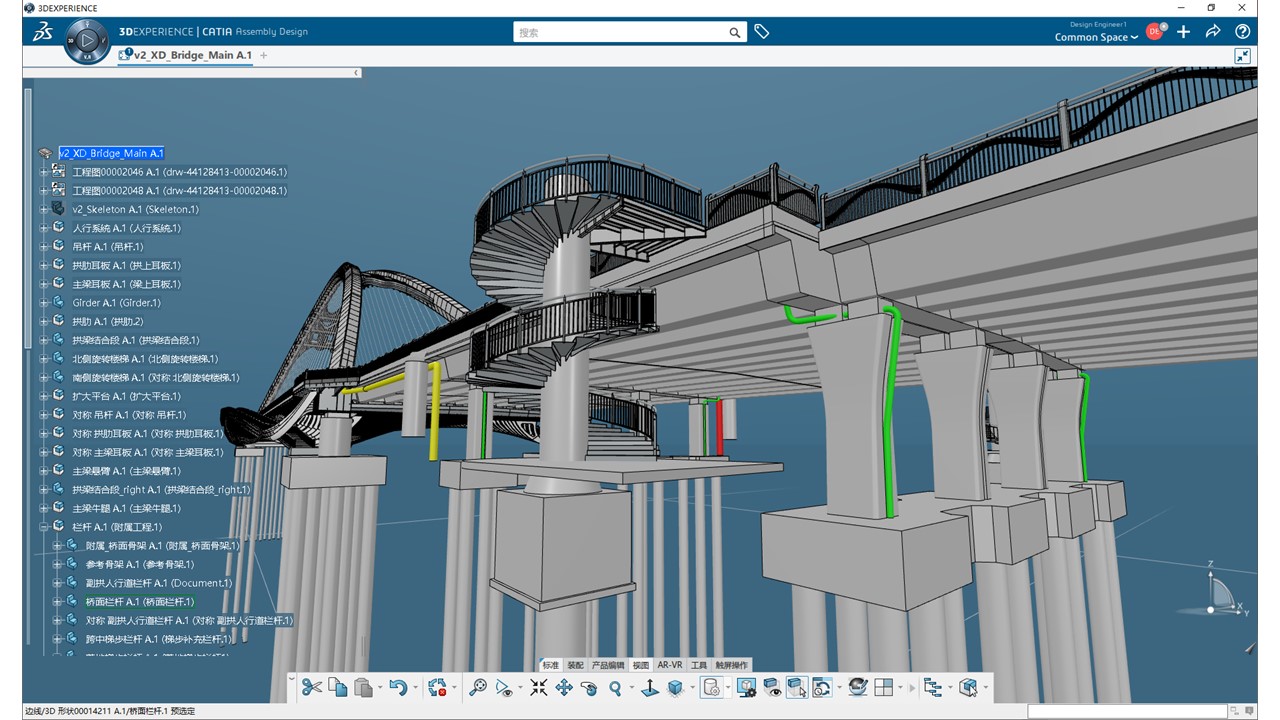 3DEXPERIENCE
3DEXPERIENCE | CATIA Assembly Design
搜索
Design Engineer1
Common Space
DE
v2_XD_Bridge_Main A.1
v2_XD_Bridge_Main A.1
工程图00002046 A.1 (drw-44128413-00002046.1)
工程图00002048 A.1 (drw-44128413-00002048.1)
v2_Skeleton A.1 (Skeleton.1)
人行系统 A.1 (人行系统.1)
吊杆 A.1 (吊杆.1)
拱肋耳板 A.1 (拱上耳板.1)
主梁耳板 A.1 (梁上耳板.1)
Girder A.1 (Girder.1)
拱肋 A.1 (拱肋.2)
拱梁结合段 A.1 (拱梁结合段.1)
北侧旋转楼梯 A.1 (北侧旋转楼梯.1)
南侧旋转楼梯 A.1 (对称 北侧旋转楼梯.1)
扩大平台 A.1 (扩大平台.1)
对称 吊杆 A.1 (对称 吊杆.1)
对称 拱肋耳板 A.1 (对称 拱肋耳板.1)
对称 主梁耳板 A.1 (对称 主梁耳板.1)
主梁悬臂 A.1 (主梁悬臂.1)
拱梁结合段_right A.1 (拱梁结合段_right.1)
主梁牛腿 A.1 (主梁牛腿.1)
栏杆 A.1 (附属工程.1)
附属_桥面骨架 A.1 (附属_桥面骨架.1)
参考骨架 A.1 (参考骨架.1)
副拱人行道栏杆 A.1 (Document.1)
桥面栏杆 A.1 (桥面栏杆.1)
对称 副拱人行道栏杆 A.1 (对称 副拱人行道栏杆.1)
跨中梯步栏杆 A.1 (梯步补充栏杆.1)
Z
X
Y
标准 装配 产品编辑 视图 AR-VR 工具 触屏操作
边线/3D 形状00014211 A.1/桥面栏杆.1 预选定